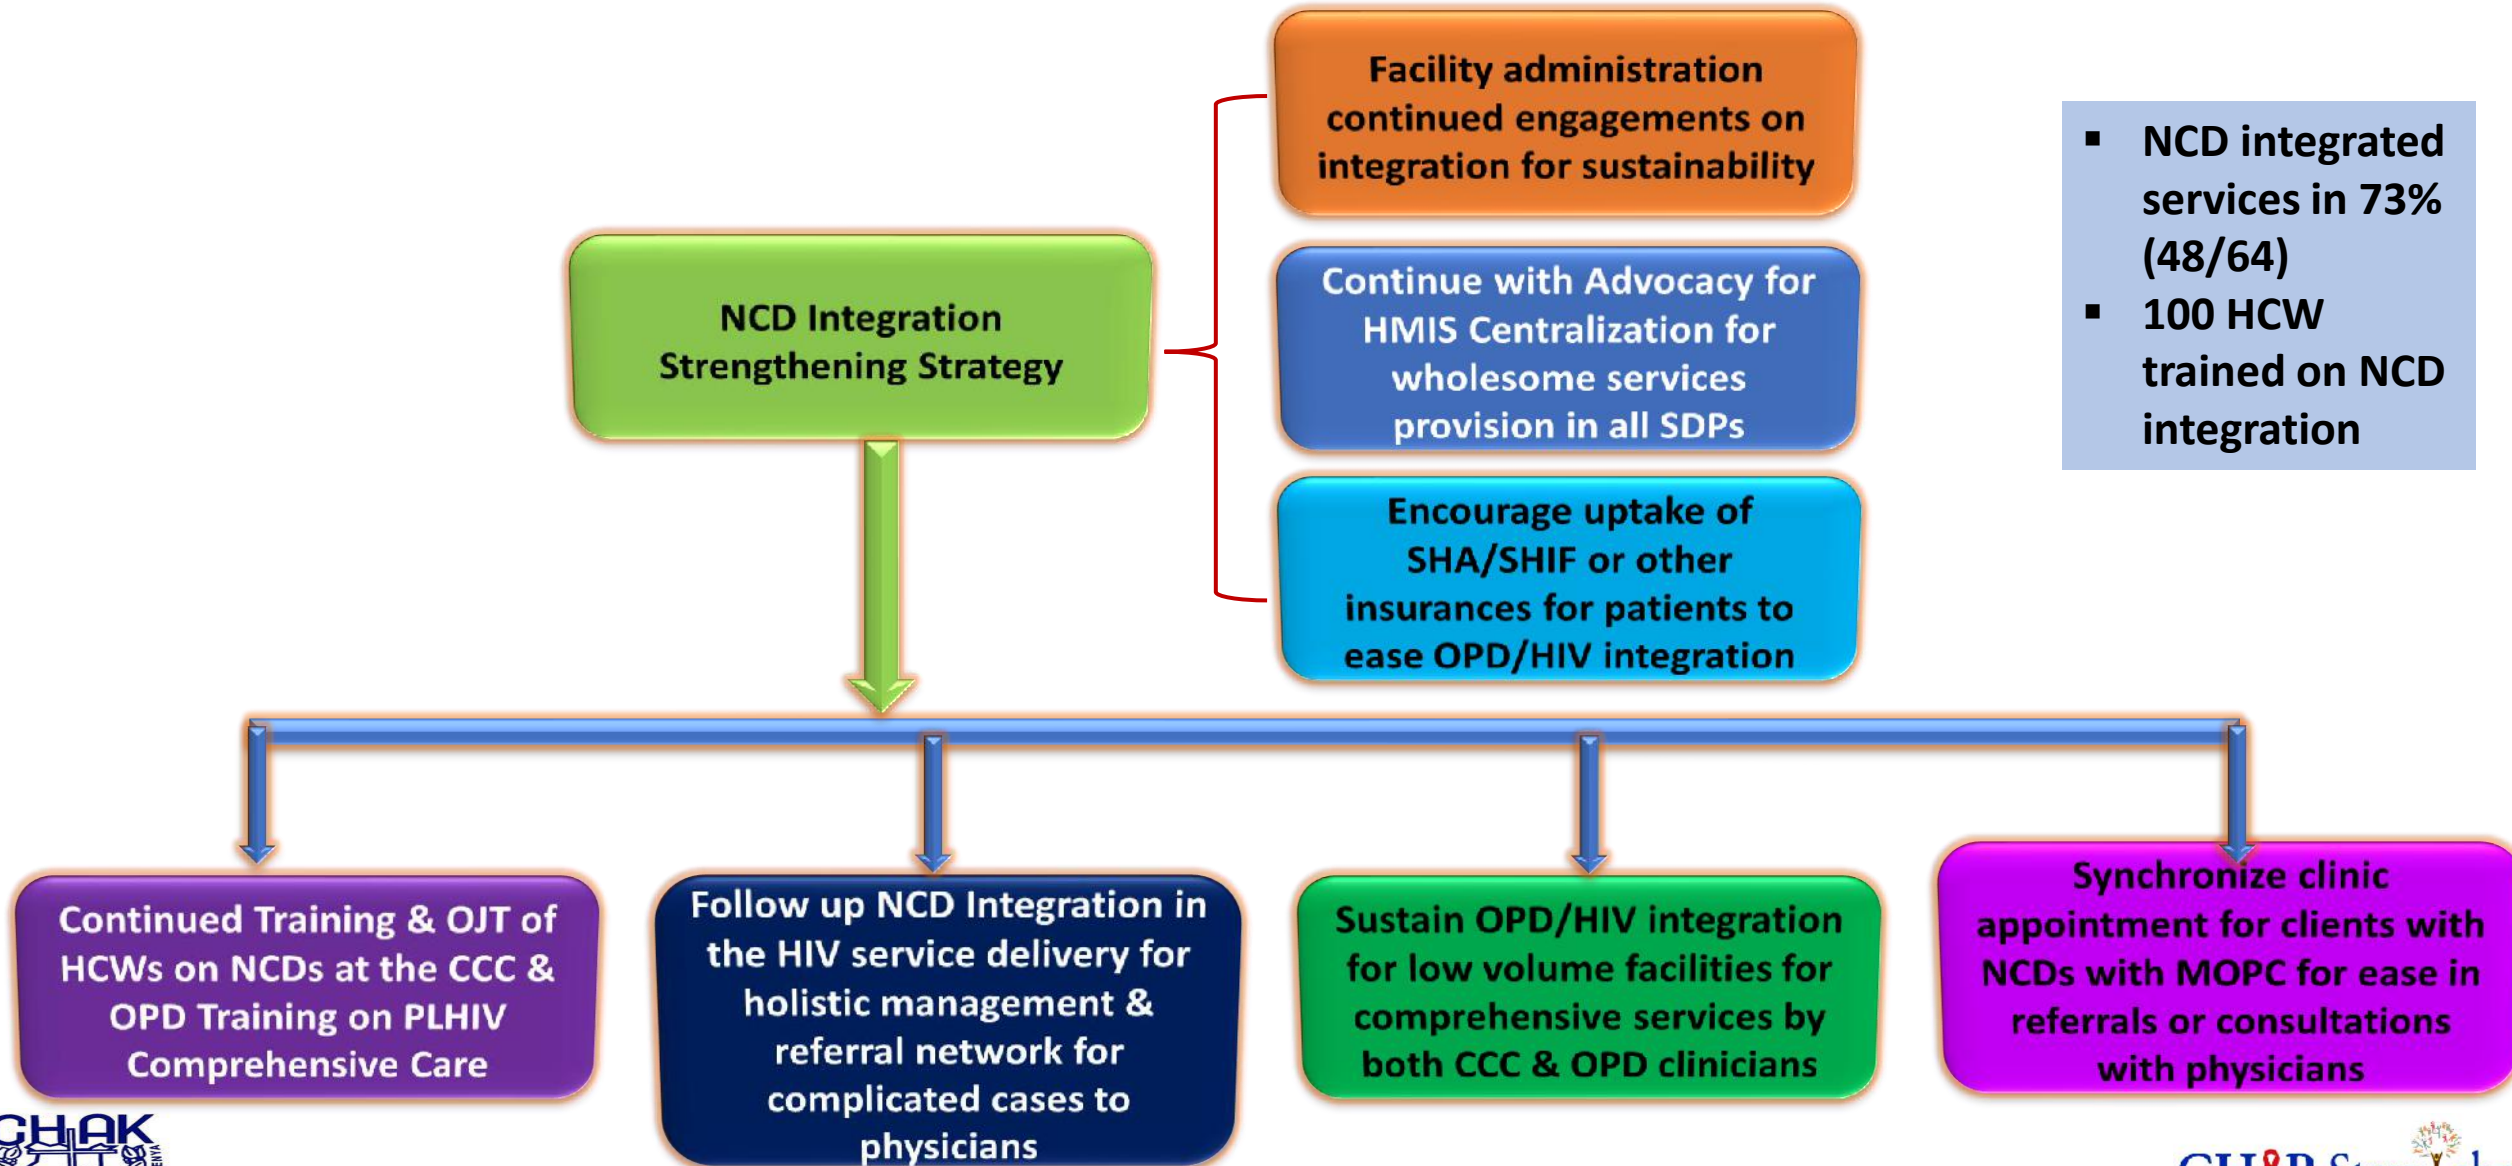 Facility administration
continued engagements on
integration for sustainability
▪ NCD integrated
services in 73%
(48/64)
▪ 100 HCW
trained on NCD
integration
NCD Integration
Strengthening Strategy
Continue with Advocacy for
HMIS Centralization for
wholesome services
provision in all SDPs
Encourage uptake of
SHA/SHIF or other
insurances for patients to
ease OPD/HIV integration
Continued Training & OJT of
HCWs on NCDs at the CCC &
OPD Training on PLHIV
Comprehensive Care
Follow up NCD Integration in
the HIV service delivery for
holistic management &
referral network for
complicated cases to
physicians
Sustain OPD/HIV integration
for low volume facilities for
comprehensive services by
both CCC & OPD clinicians
Synchronize clinic
appointment for clients with
NCDs with MOPC for ease in
referrals or consultations
with physicians
CHAK